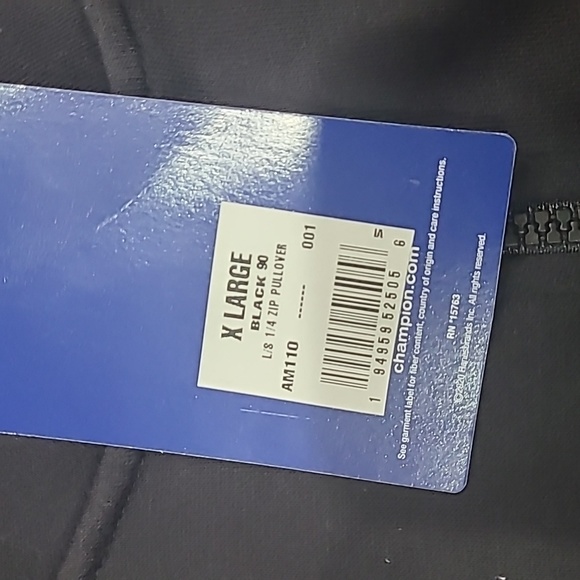 X LARGE
BLACK 90
L/S 1/4 ZIP PULLOVER
AM110 ------ 001
1 94959 52505 6
S
champion.com
See garment label for fiber content, country of origin and care instructions.
RN 15763
©2020 Hanesbrands Inc. All rights reserved.